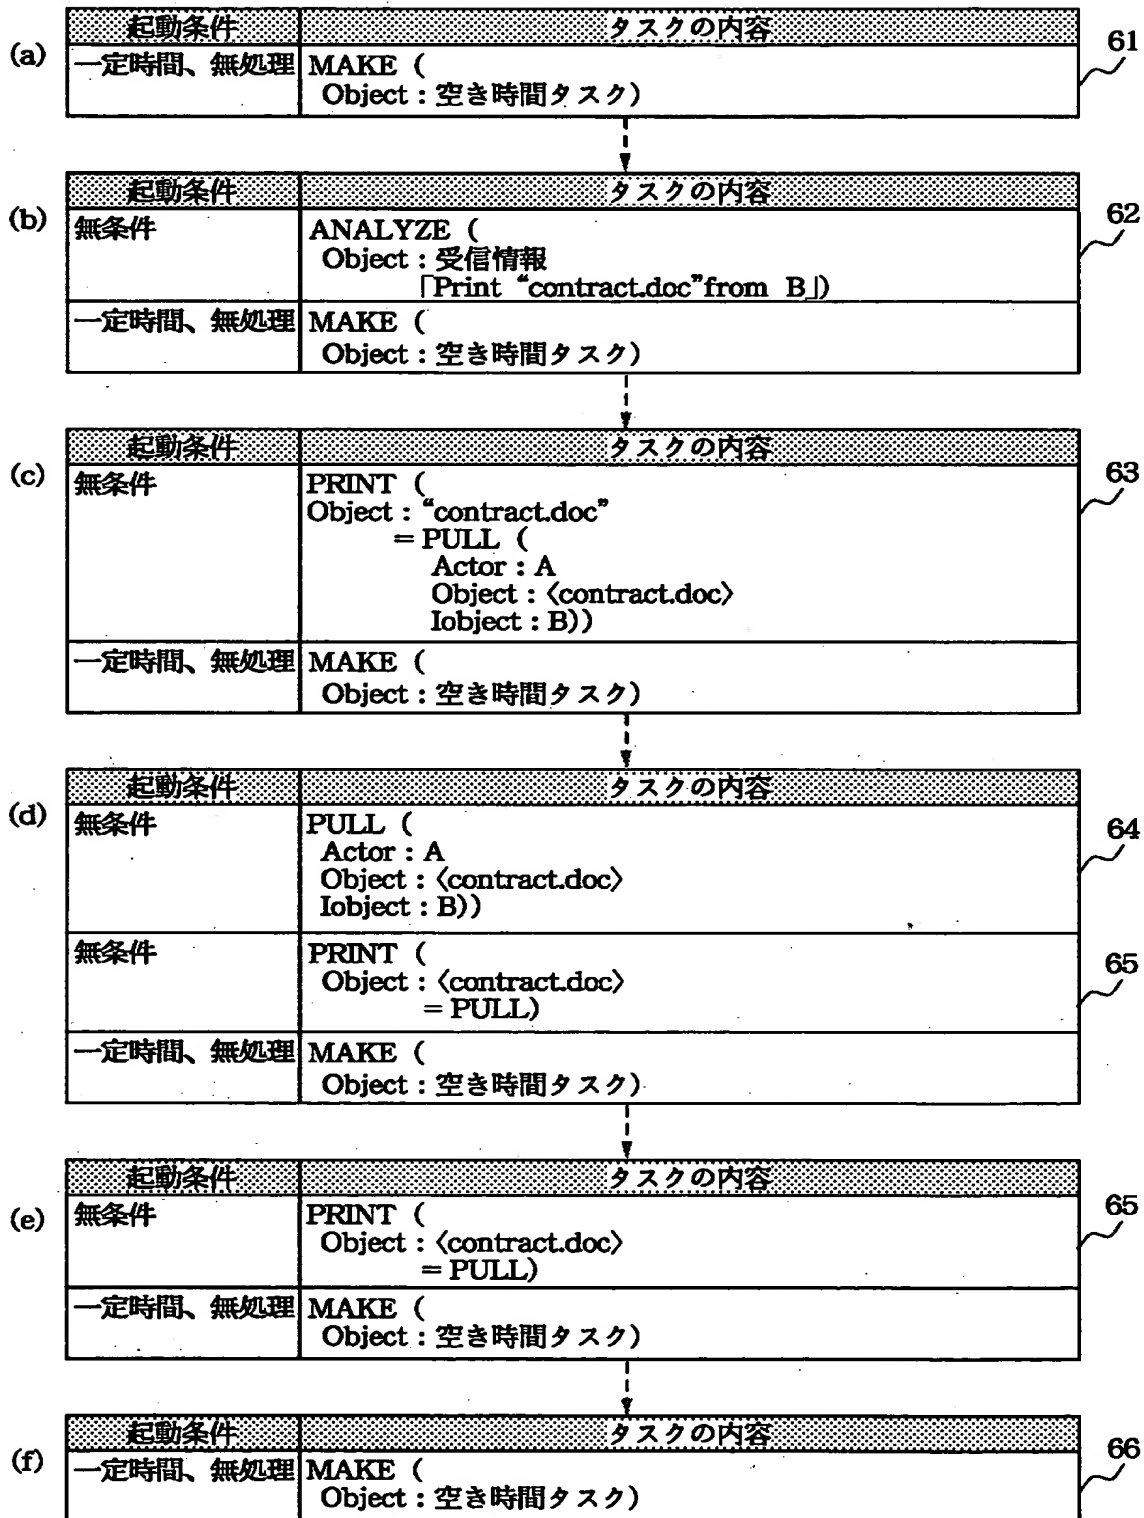 起動条件 タスクの内容
(a) 一定時間、無処理 MAKE ( 61
Object：空き時間タスク)
起動条件 タスクの内容
(b) 無条件 ANALYZE ( 62
Object：受信情報
「Print “contract.doc”from B」)
一定時間、無処理 MAKE (
Object：空き時間タスク)
起動条件 タスクの内容
(c) 無条件 PRINT ( 63
Object：“contract.doc”
＝PULL (
Actor：A
Object：〈contract.doc〉
Iobject：B))
一定時間、無処理 MAKE (
Object：空き時間タスク)
起動条件 タスクの内容
(d) 無条件 PULL ( 64
Actor：A
Object：〈contract.doc〉
Iobject：B))
無条件 PRINT ( 65
Object：〈contract.doc〉
＝PULL)
一定時間、無処理 MAKE (
Object：空き時間タスク)
起動条件 タスクの内容
(e) 無条件 PRINT ( 65
Object：〈contract.doc〉
＝PULL)
一定時間、無処理 MAKE (
Object：空き時間タスク)
起動条件 タスクの内容
(f) 一定時間、無処理 MAKE ( 66
Object：空き時間タスク)